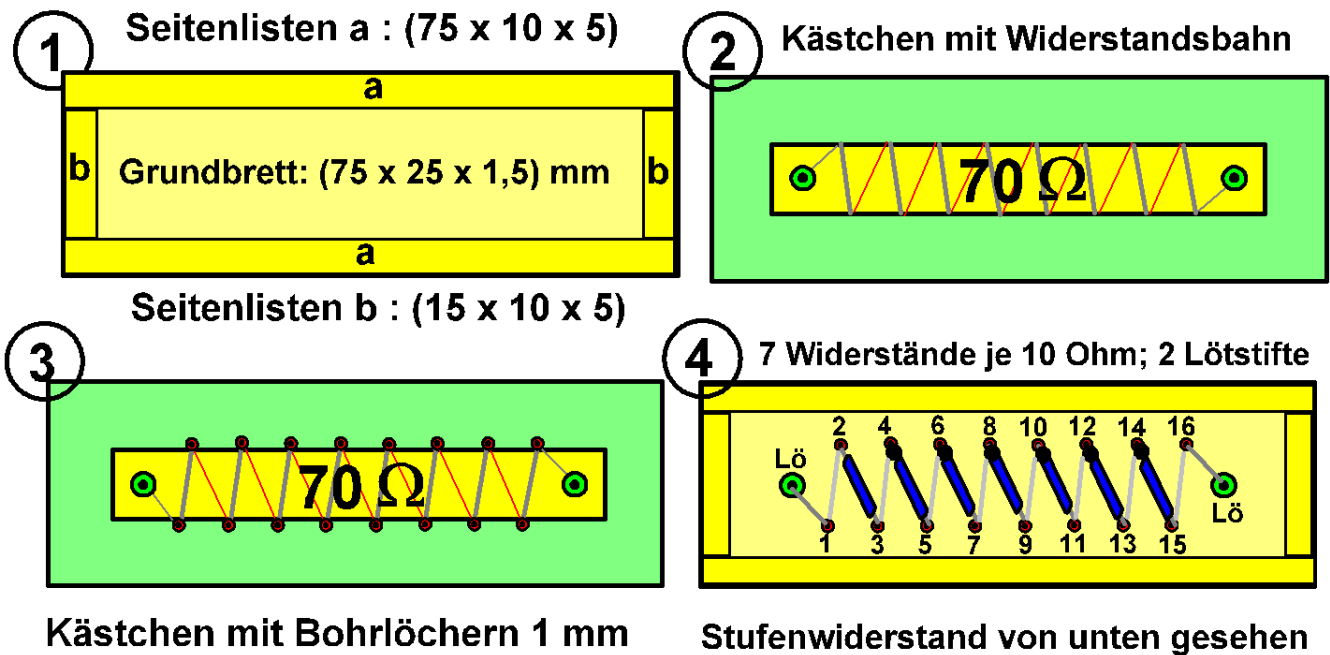 1
Seitenlisten a : (75 x 10 x 5)
a
b
Grundbrett: (75 x 25 x 1,5) mm
b
a
Seitenlisten b : (15 x 10 x 5)
2
Kästchen mit Widerstandsbahn
70 Ω
3
70 Ω
Kästchen mit Bohrlöchern 1 mm
4
7 Widerstände je 10 Ohm; 2 Lötstifte
2 4 6 8 10 12 14 16
Lö
Lö
1 3 5 7 9 11 13 15
Stufenwiderstand von unten gesehen